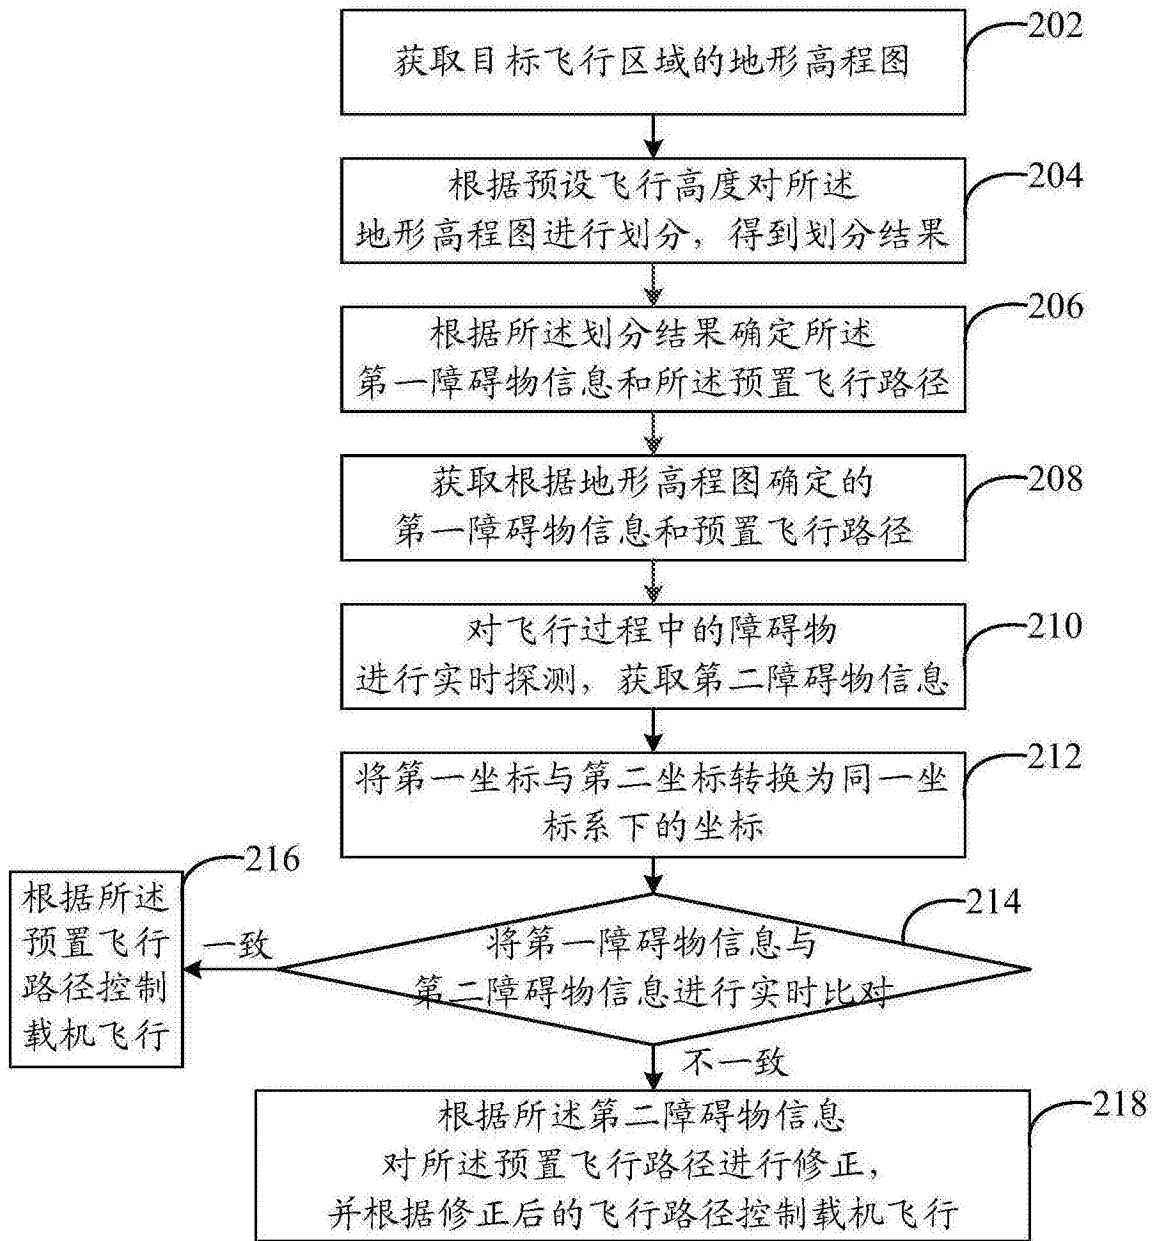 获取目标飞行区域的地形高程图
202
根据预设飞行高度对所述
地形高程图进行划分，得到划分结果
204
根据所述划分结果确定所述
第一障碍物信息和所述预置飞行路径
206
获取根据地形高程图确定的
第一障碍物信息和预置飞行路径
208
对飞行过程中的障碍物
进行实时探测，获取第二障碍物信息
210
将第一坐标与第二坐标转换为同一坐
标系下的坐标
212
将第一障碍物信息与
第二障碍物信息进行实时比对
214
一致
根据所述
预置飞行
路径控制
载机飞行
216
不一致
根据所述第二障碍物信息
对所述预置飞行路径进行修正，
并根据修正后的飞行路径控制载机飞行
218